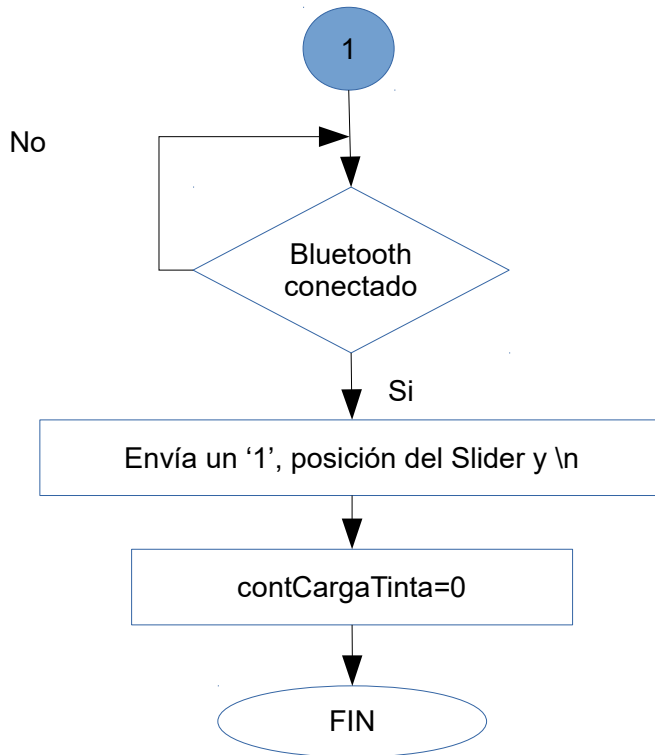 1
No
Bluetooth
conectado
Si
Envía un ‘1’, posición del Slider y \n
contCargaTinta=0
FIN